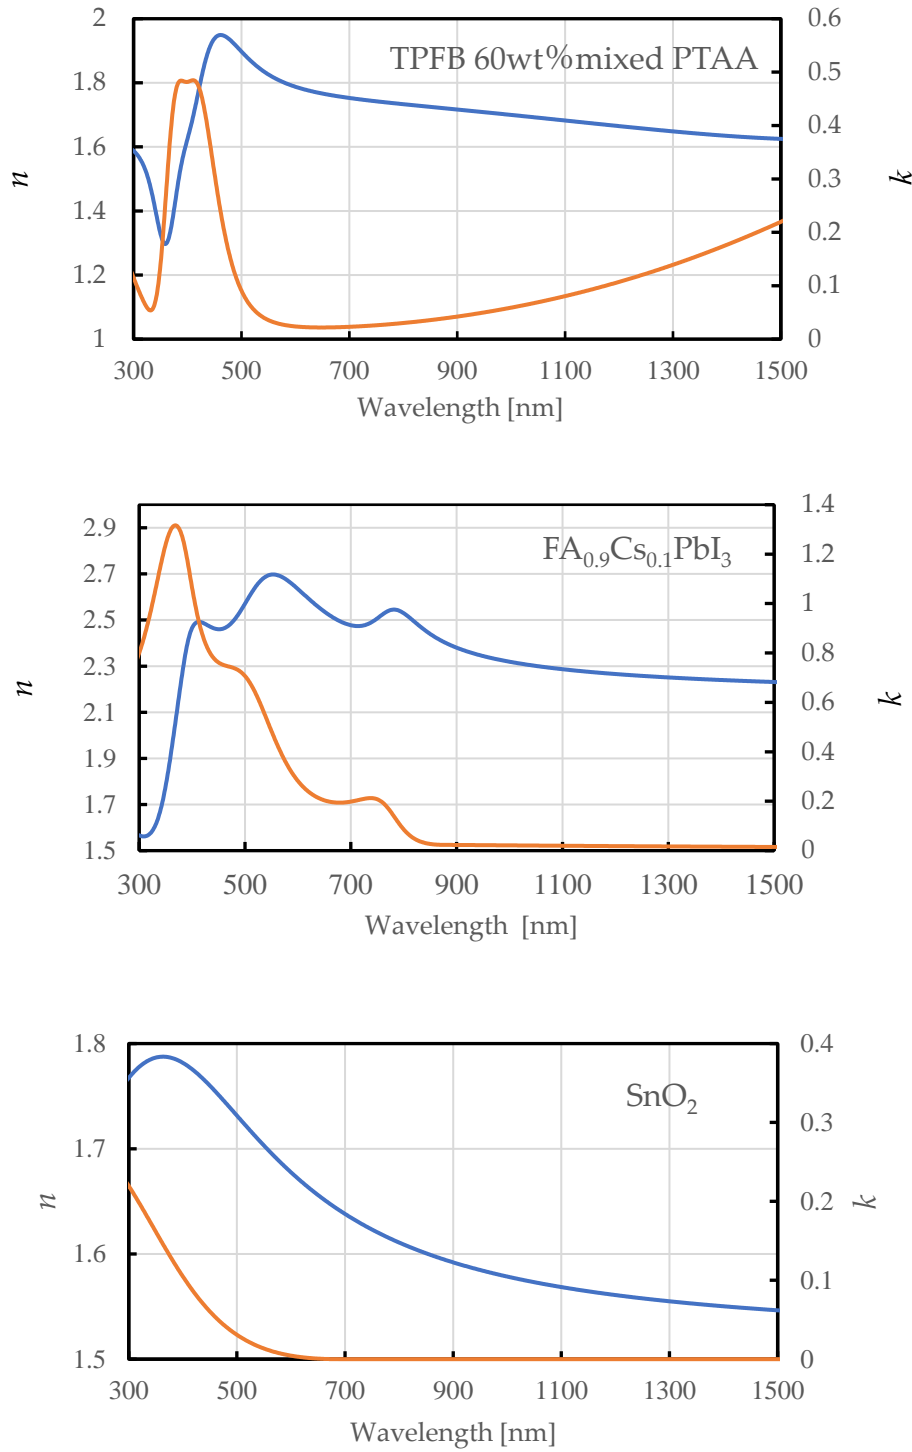 2 0.6
TPFB 60wt%mixed PTAA
1.8 0.5
0.4
1.6
n 0.3 k
1.4 0.2
1.2 0.1
1 0
300 500 700 900 1100 1300 1500
Wavelength [nm]
2.9 1.4
FA0.9Cs0.1PbI3
2.7 1.2
2.5 1
2.3 0.8
n k
2.1 0.6
1.9 0.4
1.7 0.2
1.5 0
300 500 700 900 1100 1300 1500
Wavelength [nm]
1.8 0.4
SnO2
0.3
1.7
n 0.2 k
1.6
0.1
1.5 0
300 500 700 900 1100 1300 1500
Wavelength [nm]